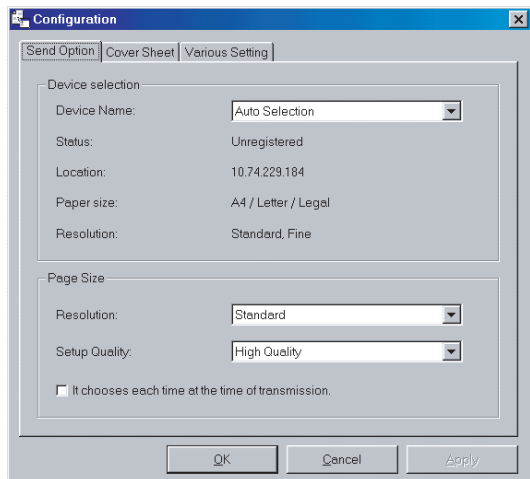 Configuration
Send Option Cover Sheet Various Setting
Device selection
Device Name: Auto Selection
Status: Unregistered
Location: 10.74.229.184
Paper size: A4 / Letter / Legal
Resolution: Standard, Fine
Page Size
Resolution: Standard
Setup Quality: High Quality
It chooses each time at the time of transmission.
OK Cancel Apply